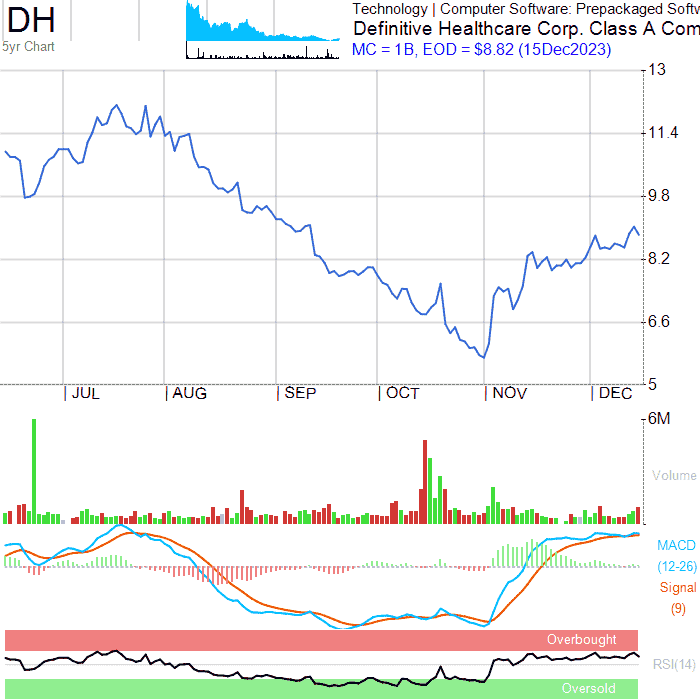 DH
5yr Chart
Technology | Computer Software: Prepackaged Softw
Definitive Healthcare Corp. Class A Com
MC = 1B, EOD = $8.82 (15Dec2023)
13
11.4
9.8
8.2
6.6
5
JUL AUG SEP OCT NOV DEC
6M
Volume
MACD
(12-26)
Signal
(9)
Overbought
RSI(14)
Oversold